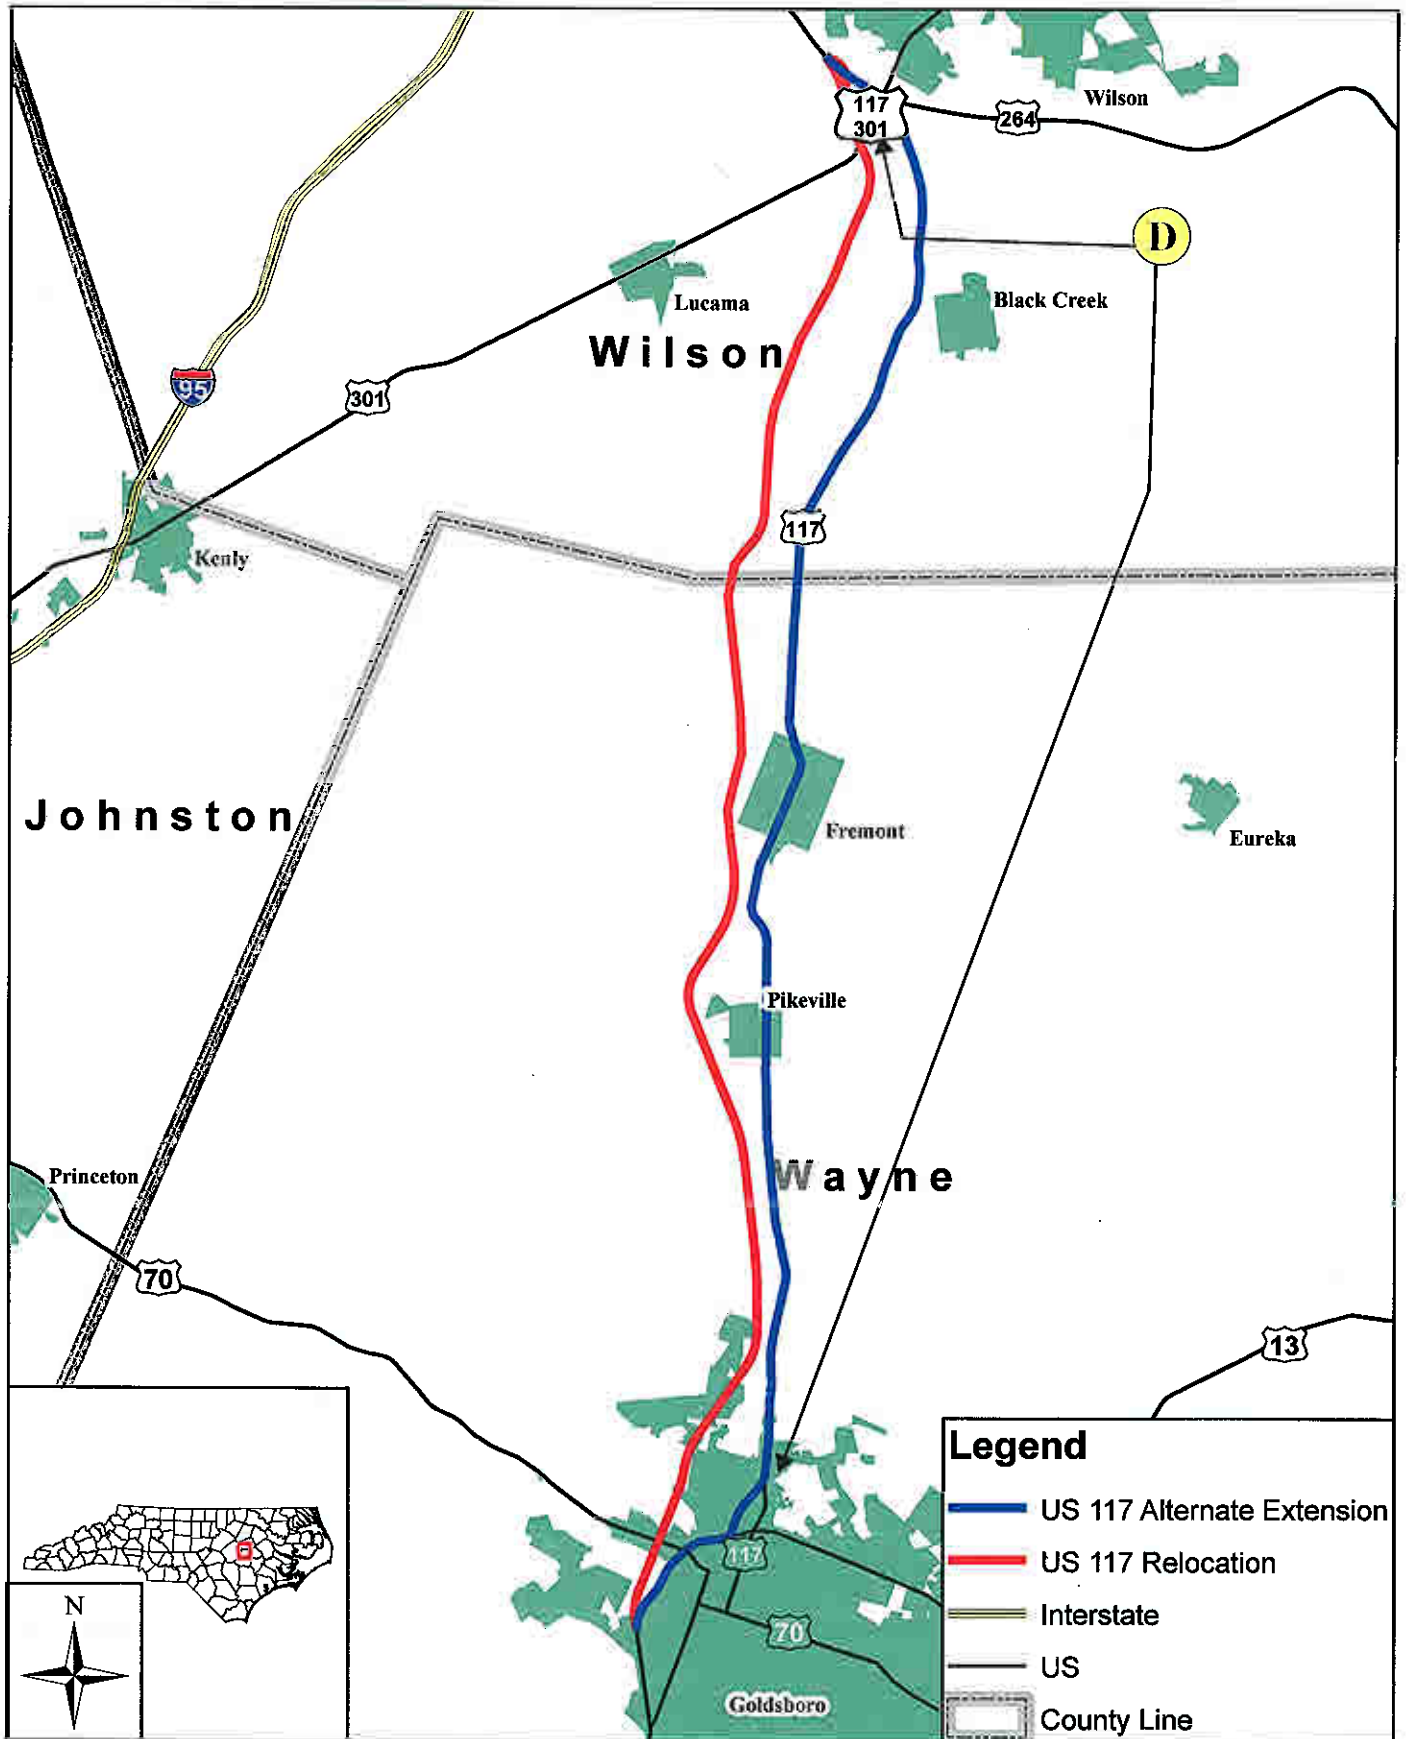 Wilson
117
301
264
D
Lucama
Black Creek
Wilson
95
301
117
Kenly
Johnston
Fremont
Eureka
Pikeville
Princeton
Wayne
70
13
Legend
US 117 Alternate Extension
117
US 117 Relocation
N
Interstate
70
US
Goldsboro
County Line